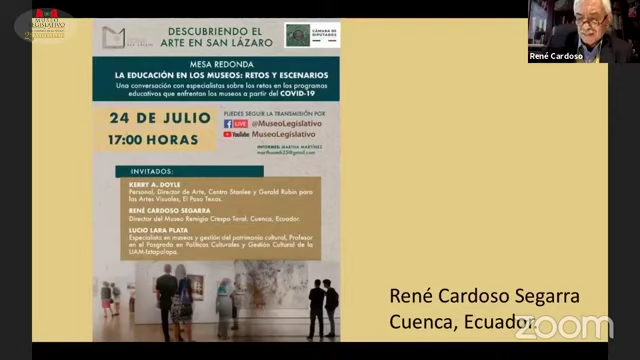 MUSEO
LEGISLATIVO
DESCUBRIENDO EL
ARTE EN SAN LÁZARO
CÁMARA DE
DIPUTADOS
René Cardoso
MESA REDONDA
LA EDUCACIÓN EN LOS MUSEOS: RETOS Y ESCENARIOS
Una conversación con especialistas sobre los retos en los programas
educativos que enfrentan los museos a partir del COVID-19
24 DE JULIO
17:00 HORAS
PUEDES SEGUIR LA TRANSMISIÓN POR
LIVE @MuseoLegislativo
YouTube MuseoLegislativo
INFORMES: MARTHA MARTÍNEZ
INVITADOS:
KERRY A. DOYLE
Personal, Director de Arte, Centro Stanlee y Gerald Rubin para
las Artes Visuales, El Paso Texas.
RENÉ CARDOSO SEGARRA
Director del Museo Remigio Crespo Toral. Cuenca, Ecuador.
LUCIO LARA PLATA
Especialista en museos y gestión del patrimonio cultural, Profesor
en el Posgrado en Políticas Culturales y Gestión Cultural de la
UAM-Iztapalapa.
René Cardoso Segarra
Cuenca, Ecuador.
zoom